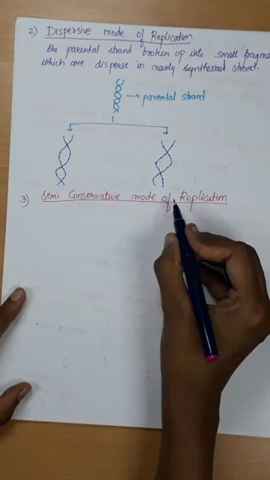 2) Dispersive mode of Replication
the parental strand broken up into small fragme
which are disperse in newly synthesised strand.
parental strand
3) Semi Conservative mode of Replication